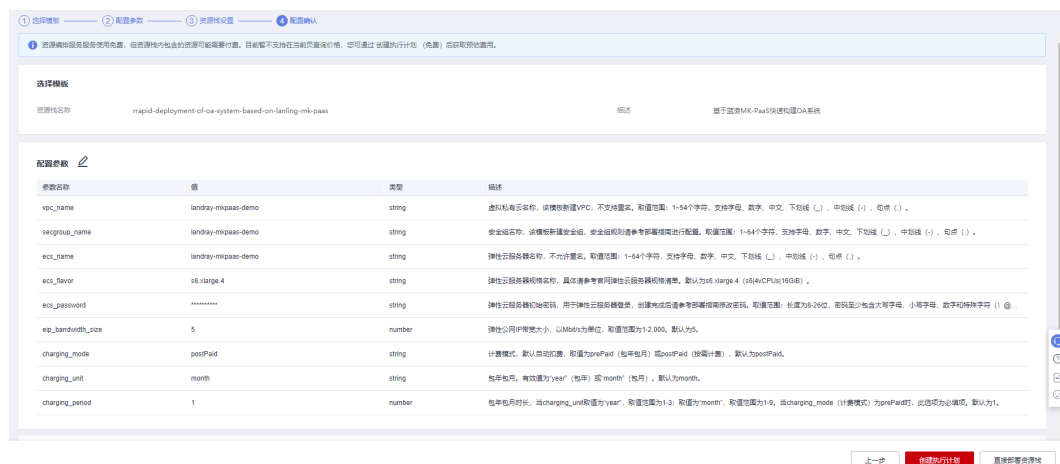 1 选择模板 2 配置参数 3 资源栈设置 4 配置确认
资源编排服务服务使用免费，但资源栈内包含的资源可能需要付费。目前暂不支持在当前页查询价格，您可通过 创建执行计划 （免费）后获取预估费用。
选择模板
资源栈名称 rrapid-deployment-of-oa-system-based-on-lanling-mk-paas 描述 基于蓝凌MK-PaaS快速构建OA系统
配置参数
参数名称 值 类型 描述
vpc_name landray-mkpaas-demo string 虚拟私有云名称，该模板新建VPC，不支持重名。取值范围：1~54个字符，支持字母、数字、中文、下划线（_）、中划线（-）、句点（.）。
secgroup_name landray-mkpaas-demo string 安全组名称，该模板新建安全组，安全组规则请参考部署指南进行配置。取值范围：1~64个字符，支持字母、数字、中文、下划线（_）、中划线（-）、句点（.）。
ecs_name landray-mkpaas-demo string 弹性云服务器名称，不允许重名。取值范围：1~64个字符，支持字母、数字、中文、下划线（_）、中划线（-）、句点（.）。
ecs_flavor s6.xlarge.4 string 弹性云服务器规格名称，具体请参考官网弹性云服务器规格清单。默认为s6.xlarge.4（s6|4vCPUs|16GiB）。
ecs_password ********** string 弹性云服务器初始密码，用于弹性云服务器登录，创建完成后请参考部署指南修改密码。取值范围：长度为8-26位，密码至少包含大写字母、小写字母、数字和特殊字符（! @...
eip_bandwidth_size 5 number 弹性公网IP带宽大小，以Mbit/s为单位，取值范围为1-2,000。默认为5。
charging_mode postPaid string 计费模式，默认自动扣费，取值为prePaid（包年包月）或postPaid（按需计费），默认为postPaid。
charging_unit month string 包年包月。有效值为“year”（包年）或“month”（包月）。默认为month。
charging_period 1 number 包年包月时长，当charging_unit取值为“year”，取值范围为1-3；取值为“month”，取值范围为1-9。当charging_mode（计费模式）为prePaid时，此选项为必填项。默认为1。
上一步 创建执行计划 直接部署资源栈